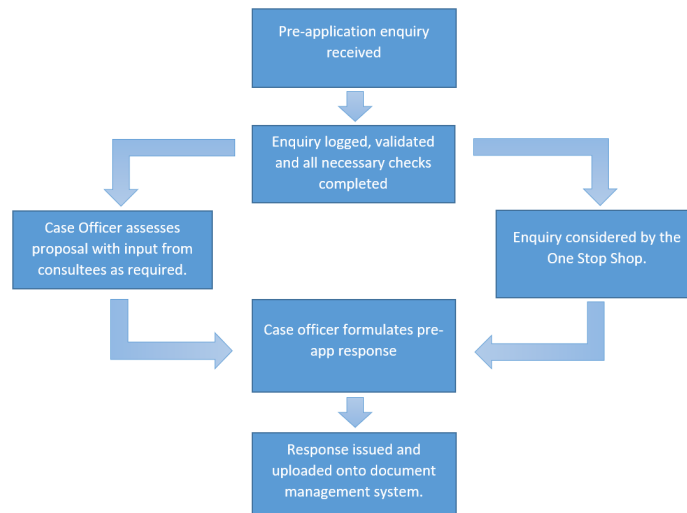 Pre-application enquiry
received
Enquiry logged, validated
and all necessary checks
completed
Case Officer assesses
proposal with input from
consultees as required.
Enquiry considered by the
One Stop Shop.
Case officer formulates pre-
app response
Response issued and
uploaded onto document
management system.